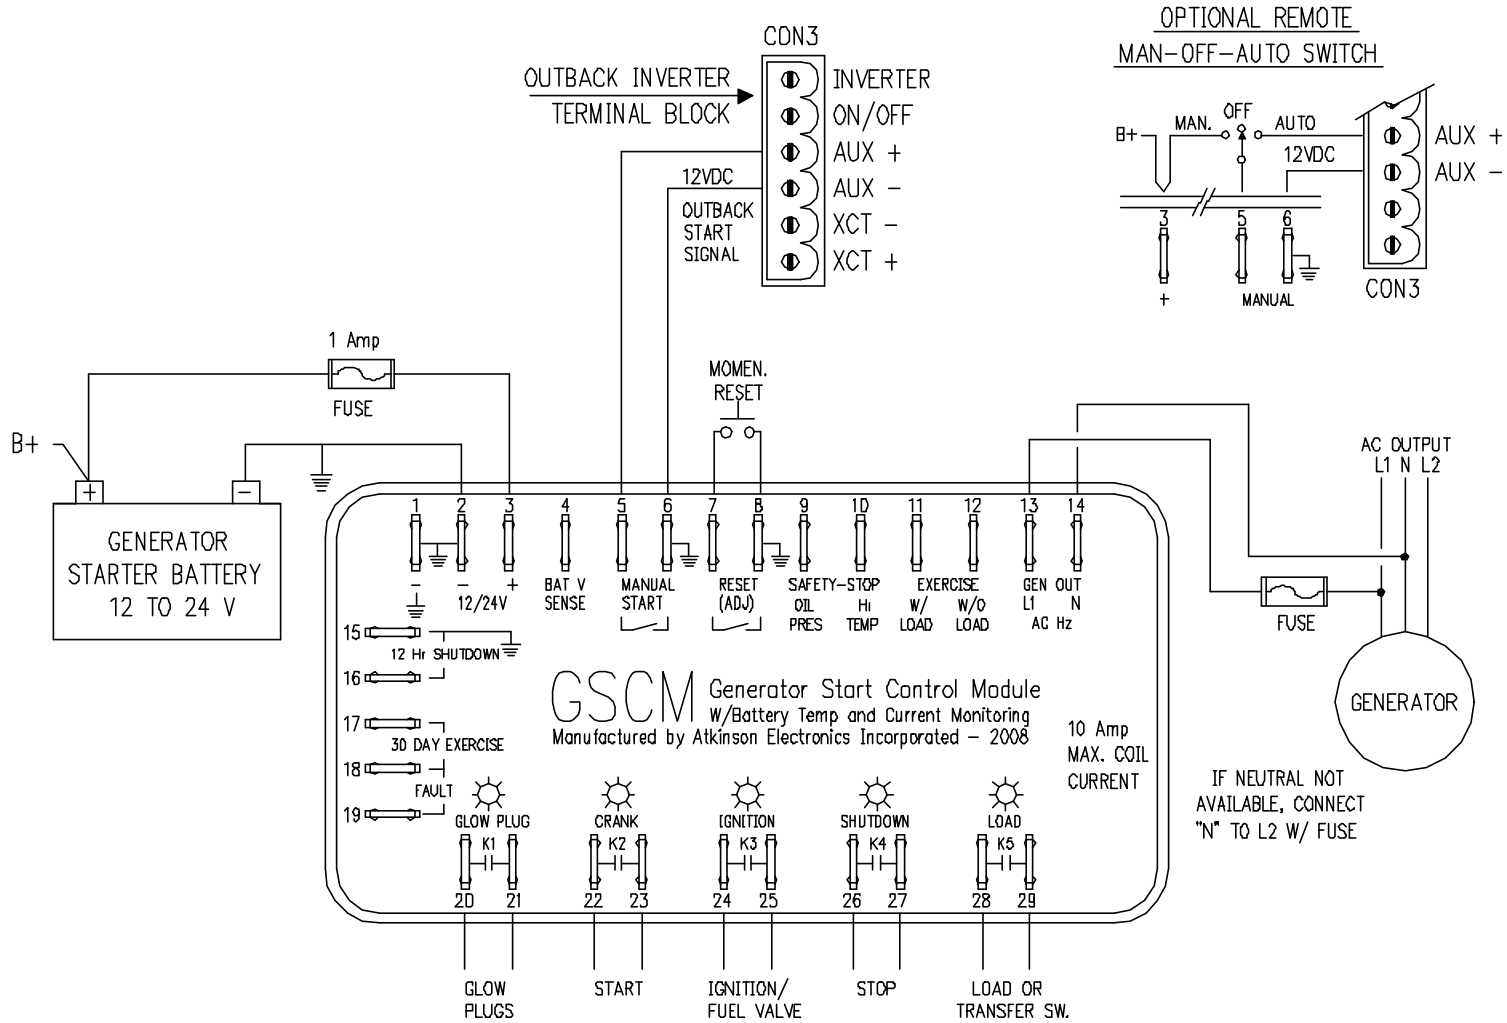 OPTIONAL REMOTE
MAN-OFF-AUTO SWITCH
CON3
OUTBACK INVERTER
TERMINAL BLOCK
INVERTER
ON/OFF
AUX +
AUX -
XCT -
XCT +
12VDC
OUTBACK
START
SIGNAL
B+
MAN.
OFF
AUTO
12VDC
AUX +
AUX -
3
5
6
+
MANUAL
CON3
1 Amp
FUSE
MOMEN.
RESET
B+
+
-
GENERATOR
STARTER BATTERY
12 TO 24 V
AC OUTPUT
L1 N L2
FUSE
GENERATOR
IF NEUTRAL NOT
AVAILABLE, CONNECT
"N" TO L2 W/ FUSE
1 2 3 4 5 6 7 8 9 10 11 12 13 14
- - +
12/24V
BAT V
SENSE
MANUAL
START
RESET
(ADJ)
SAFETY-STOP
OIL
PRES
Hi
TEMP
EXERCISE
W/
LOAD
W/O
LOAD
GEN OUT
L1 N
AC Hz
15
12 Hr SHUTDOWN
16
17
30 DAY EXERCISE
18
FAULT
19
GSCM Generator Start Control Module
W/Battery Temp and Current Monitoring
Manufactured by Atkinson Electronics Incorporated - 2008
10 Amp
MAX. COIL
CURRENT
GLOW PLUG
CRANK
IGNITION
SHUTDOWN
LOAD
K1 K2 K3 K4 K5
20 21 22 23 24 25 26 27 28 29
GLOW
PLUGS
START
IGNITION/
FUEL VALVE
STOP
LOAD OR
TRANSFER SW.